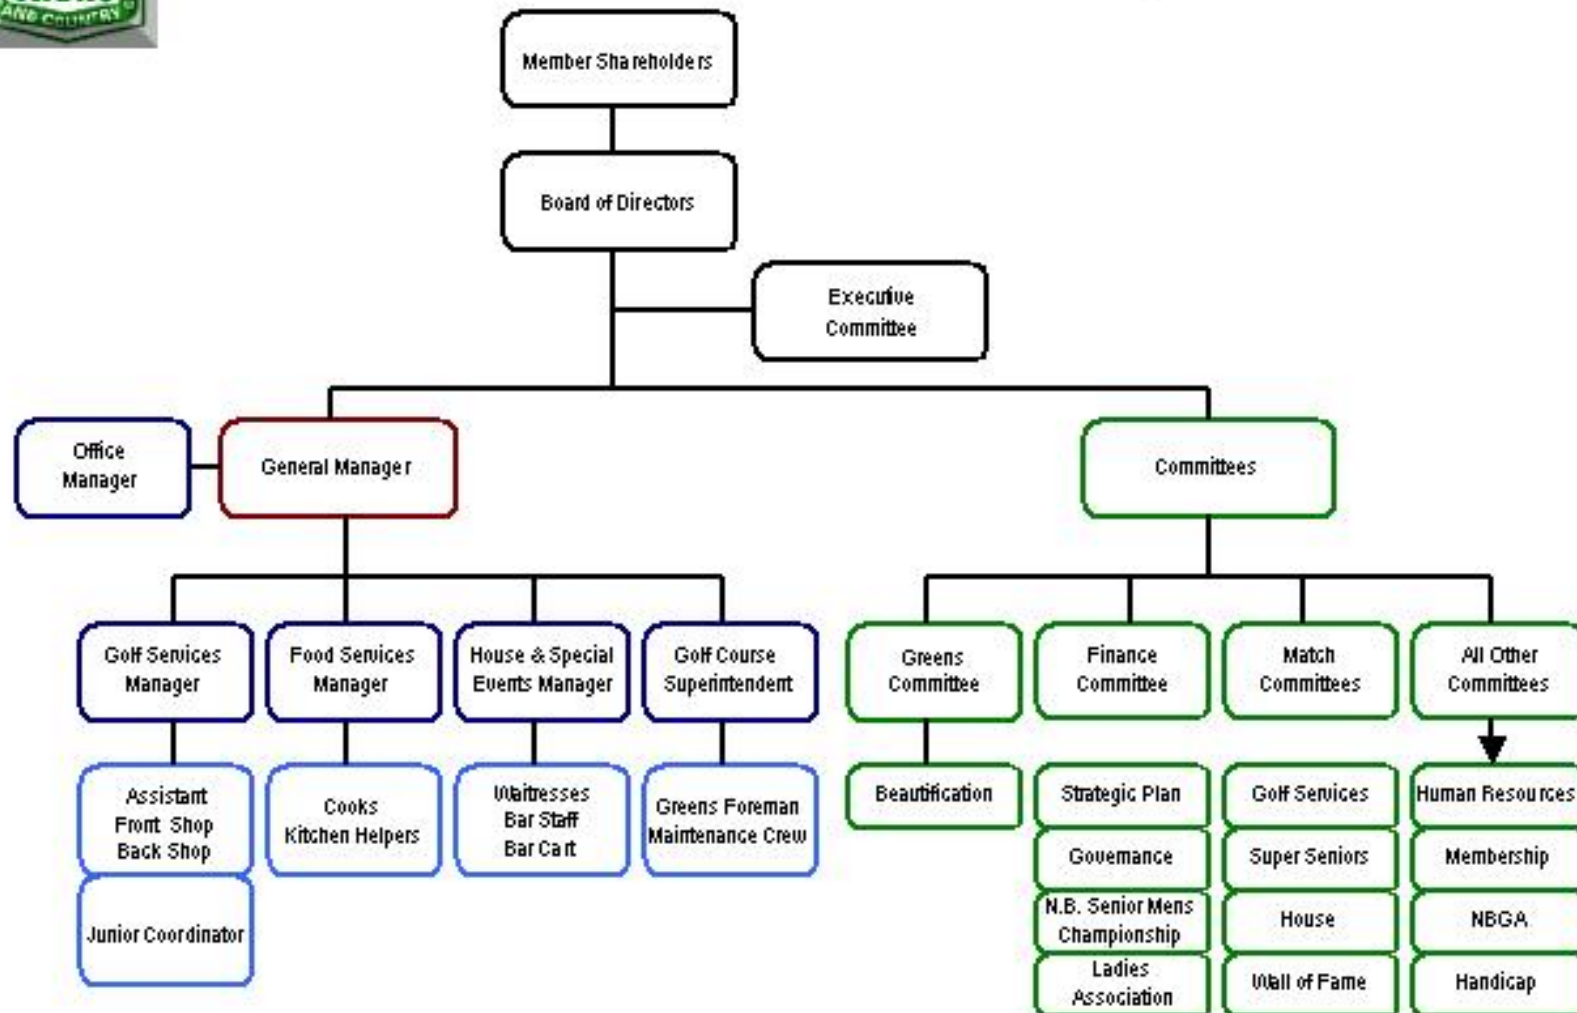 AND COUNTRY
Member Shareholders
Board of Directors
Executive
Committee
Office
Manager
General Manager
Committees
Golf Services
Manager
Food Services
Manager
House & Special
Events Manager
Golf Course
Superintendent
Greens
Committee
Finance
Committee
Match
Committees
All Other
Committees
Assistant
Front Shop
Back Shop
Cooks
Kitchen Helpers
Waitresses
Bar Staff
Bar Cart
Greens Foreman
Maintenance Crew
Beautification
Strategic Plan
Golf Services
Human Resources
Governance
Super Seniors
Membership
Junior Coordinator
N.B. Senior Mens
Championship
House
NBGA
Ladies
Association
Wall of Fame
Handicap